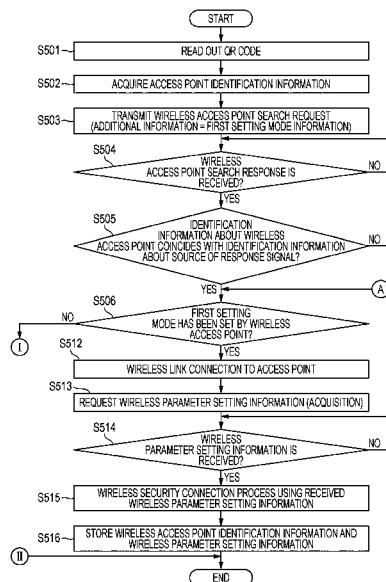 START
S501
READ OUT QR CODE
S502
ACQUIRE ACCESS POINT IDENTIFICATION INFORMATION
S503
TRANSMIT WIRELESS ACCESS POINT SEARCH REQUEST
(ADDITIONAL INFORMATION = FIRST SETTING MODE INFORMATION)
S504
WIRELESS
ACCESS POINT SEARCH RESPONSE IS
RECEIVED?
NO
YES
S505
IDENTIFICATION
INFORMATION ABOUT WIRELESS
ACCESS POINT COINCIDES WITH IDENTIFICATION INFORMATION
ABOUT SOURCE OF RESPONSE SIGNAL?
NO
YES
A
S506
FIRST SETTING
MODE HAS BEEN SET BY WIRELESS
ACCESS POINT?
NO
I
YES
S512
WIRELESS LINK CONNECTION TO ACCESS POINT
S513
REQUEST WIRELESS PARAMETER SETTING INFORMATION (ACQUISITION)
S514
WIRELESS
PARAMETER SETTING INFORMATION IS
RECEIVED?
NO
YES
S515
WIRELESS SECURITY CONNECTION PROCESS USING RECEIVED
WIRELESS PARAMETER SETTING INFORMATION
S516
STORE WIRELESS ACCESS POINT IDENTIFICATION INFORMATION AND
WIRELESS PARAMETER SETTING INFORMATION
II
END